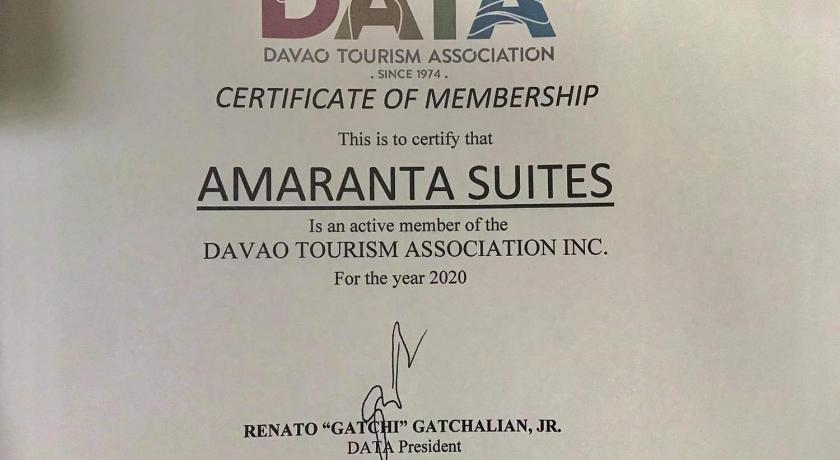 DATA
DAVAO TOURISM ASSOCIATION
. SINCE 1974 .
CERTIFICATE OF MEMBERSHIP
This is to certify that
AMARANTA SUITES
Is an active member of the
DAVAO TOURISM ASSOCIATION INC.
For the year 2020
RENATO “GATCHI” GATCHALIAN, JR.
DATA President